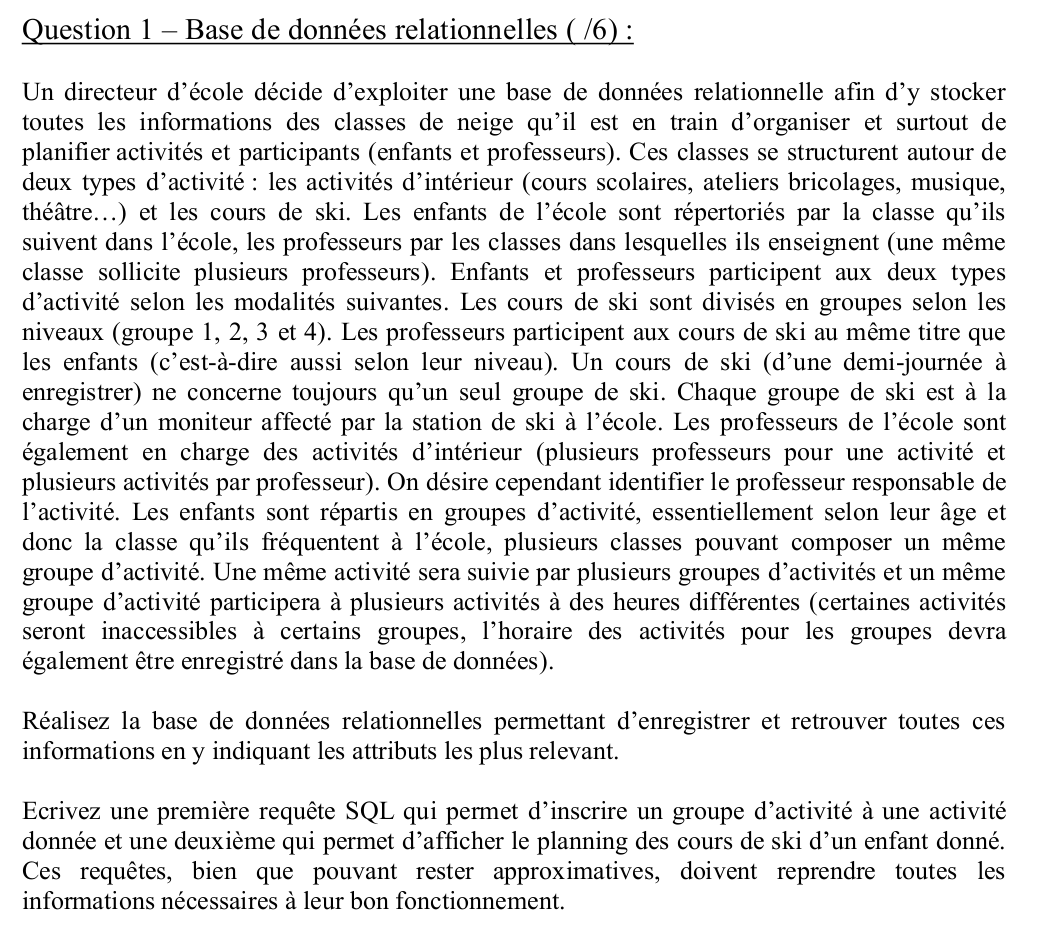 Question 1 – Base de données relationnelles ( /6) :
Un directeur d’école décide d’exploiter une base de données relationnelle afin d’y stocker
toutes les informations des classes de neige qu’il est en train d’organiser et surtout de
planifier activités et participants (enfants et professeurs). Ces classes se structurent autour de
deux types d’activité : les activités d’intérieur (cours scolaires, ateliers bricolages, musique,
théâtre…) et les cours de ski. Les enfants de l’école sont répertoriés par la classe qu’ils
suivent dans l’école, les professeurs par les classes dans lesquelles ils enseignent (une même
classe sollicite plusieurs professeurs). Enfants et professeurs participent aux deux types
d’activité selon les modalités suivantes. Les cours de ski sont divisés en groupes selon les
niveaux (groupe 1, 2, 3 et 4). Les professeurs participent aux cours de ski au même titre que
les enfants (c’est-à-dire aussi selon leur niveau). Un cours de ski (d’une demi-journée à
enregistrer) ne concerne toujours qu’un seul groupe de ski. Chaque groupe de ski est à la
charge d’un moniteur affecté par la station de ski à l’école. Les professeurs de l’école sont
également en charge des activités d’intérieur (plusieurs professeurs pour une activité et
plusieurs activités par professeur). On désire cependant identifier le professeur responsable de
l’activité. Les enfants sont répartis en groupes d’activité, essentiellement selon leur âge et
donc la classe qu’ils fréquentent à l’école, plusieurs classes pouvant composer un même
groupe d’activité. Une même activité sera suivie par plusieurs groupes d’activités et un même
groupe d’activité participera à plusieurs activités à des heures différentes (certaines activités
seront inaccessibles à certains groupes, l’horaire des activités pour les groupes devra
également être enregistré dans la base de données).
Réalisez la base de données relationnelles permettant d’enregistrer et retrouver toutes ces
informations en y indiquant les attributs les plus relevant.
Ecrivez une première requête SQL qui permet d’inscrire un groupe d’activité à une activité
donnée et une deuxième qui permet d’afficher le planning des cours de ski d’un enfant donné.
Ces requêtes, bien que pouvant rester approximatives, doivent reprendre toutes les
informations nécessaires à leur bon fonctionnement.